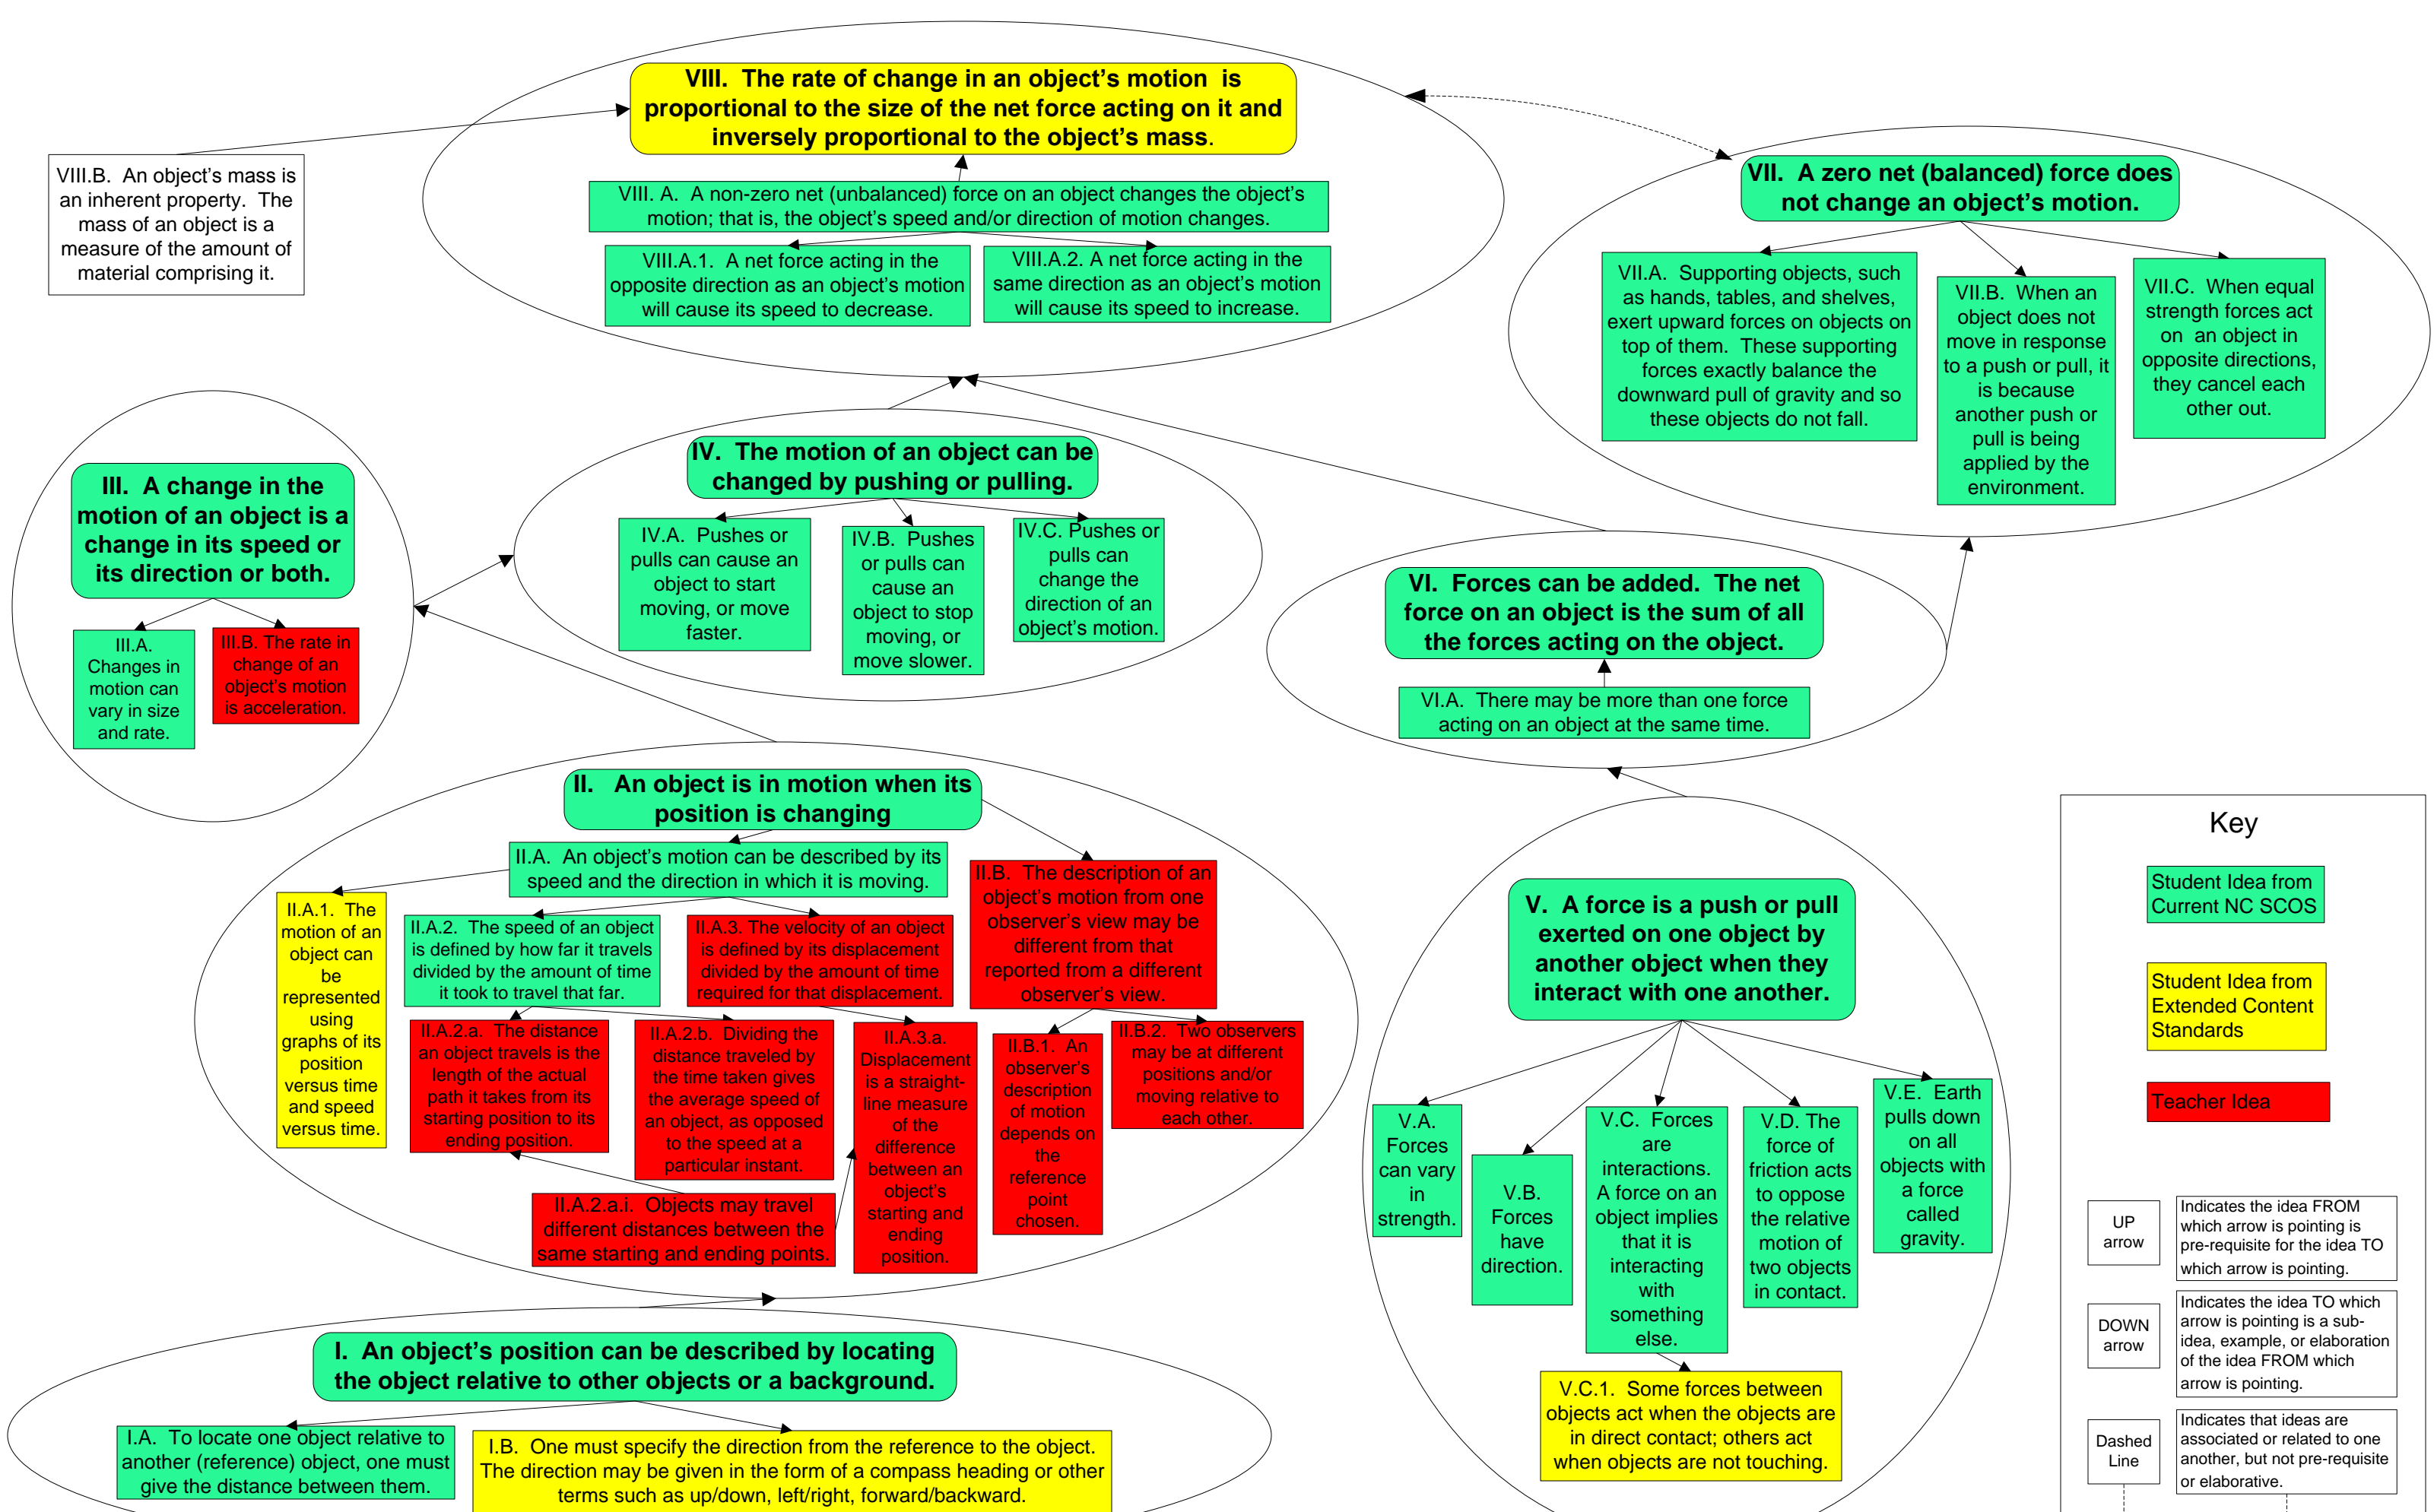 VIII. The rate of change in an object's motion is
proportional to the size of the net force acting on it and
inversely proportional to the object's mass.
VIII.B. An object's mass is
an inherent property. The
mass of an object is a
measure of the amount of
material comprising it.
VIII. A. A non-zero net (unbalanced) force on an object changes the object's
motion; that is, the object's speed and/or direction of motion changes.
VIII.A.1. A net force acting in the
opposite direction as an object's motion
will cause its speed to decrease.
VIII.A.2. A net force acting in the
same direction as an object's motion
will cause its speed to increase.
VII. A zero net (balanced) force does
not change an object's motion.
VII.A. Supporting objects, such
as hands, tables, and shelves,
exert upward forces on objects on
top of them. These supporting
forces exactly balance the
downward pull of gravity and so
these objects do not fall.
VII.B. When an
object does not
move in response
to a push or pull, it
is because
another push or
pull is being
applied by the
environment.
VII.C. When equal
strength forces act
on an object in
opposite directions,
they cancel each
other out.
III. A change in the
motion of an object is a
change in its speed or
its direction or both.
III.A.
Changes in
motion can
vary in size
and rate.
III.B. The rate in
change of an
object's motion
is acceleration.
IV. The motion of an object can be
changed by pushing or pulling.
IV.A. Pushes or
pulls can cause an
object to start
moving, or move
faster.
IV.B. Pushes
or pulls can
cause an
object to stop
moving, or
move slower.
IV.C. Pushes or
pulls can
change the
direction of an
object's motion.
VI. Forces can be added. The net
force on an object is the sum of all
the forces acting on the object.
VI.A. There may be more than one force
acting on an object at the same time.
II. An object is in motion when its
position is changing
II.A. An object's motion can be described by its
speed and the direction in which it is moving.
II.A.1. The
motion of an
object can
be
represented
using
graphs of its
position
versus time
and speed
versus time.
II.A.2. The speed of an object
is defined by how far it travels
divided by the amount of time
it took to travel that far.
II.A.3. The velocity of an object
is defined by its displacement
divided by the amount of time
required for that displacement.
II.B. The description of an
object's motion from one
observer's view may be
different from that
reported from a different
observer's view.
II.A.2.a. The distance
an object travels is the
length of the actual
path it takes from its
starting position to its
ending position.
II.A.2.b. Dividing the
distance traveled by
the time taken gives
the average speed of
an object, as opposed
to the speed at a
particular instant.
II.A.3.a.
Displacement
is a straight-
line measure
of the
difference
between an
object's
starting and
ending
position.
II.B.1. An
observer's
description
of motion
depends on
the
reference
point
chosen.
II.B.2. Two observers
may be at different
positions and/or
moving relative to
each other.
II.A.2.a.i. Objects may travel
different distances between the
same starting and ending points.
V. A force is a push or pull
exerted on one object by
another object when they
interact with one another.
V.A.
Forces
can vary
in
strength.
V.B.
Forces
have
direction.
V.C. Forces
are
interactions.
A force on an
object implies
that it is
interacting
with
something
else.
V.D. The
force of
friction acts
to oppose
the relative
motion of
two objects
in contact.
V.E. Earth
pulls down
on all
objects with
a force
called
gravity.
V.C.1. Some forces between
objects act when the objects are
in direct contact; others act
when objects are not touching.
I. An object's position can be described by locating
the object relative to other objects or a background.
I.A. To locate one object relative to
another (reference) object, one must
give the distance between them.
I.B. One must specify the direction from the reference to the object.
The direction may be given in the form of a compass heading or other
terms such as up/down, left/right, forward/backward.
Key
Student Idea from
Current NC SCOS
Student Idea from
Extended Content
Standards
Teacher Idea
UP
arrow
Indicates the idea FROM
which arrow is pointing is
pre-requisite for the idea TO
which arrow is pointing.
DOWN
arrow
Indicates the idea TO which
arrow is pointing is a sub-
idea, example, or elaboration
of the idea FROM which
arrow is pointing.
Dashed
Line
Indicates that ideas are
associated or related to one
another, but not pre-requisite
or elaborative.